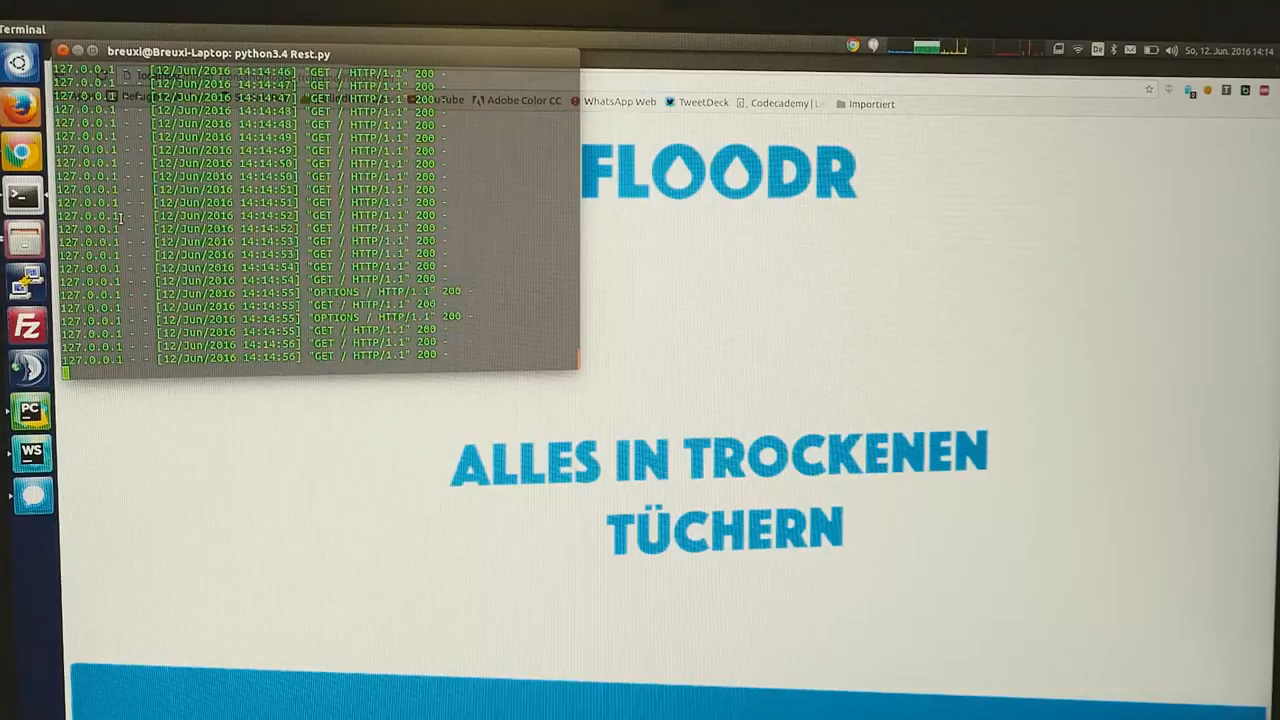 Terminal
breuxi@Breuxi-Laptop: python3.4 Rest.py
De
So, 12. Jun. 2016 14:14
127.0.0.1 - - [12/Jun/2016 14:14:46] "GET / HTTP/1.1" 200 -
127.0.0.1 - - [12/Jun/2016 14:14:47] "GET / HTTP/1.1" 200 -
127.0.0.1 - - [12/Jun/2016 14:14:47] "GET / HTTP/1.1" 200 -
127.0.0.1 - - [12/Jun/2016 14:14:48] "GET / HTTP/1.1" 200 -
127.0.0.1 - - [12/Jun/2016 14:14:48] "GET / HTTP/1.1" 200 -
127.0.0.1 - - [12/Jun/2016 14:14:49] "GET / HTTP/1.1" 200 -
127.0.0.1 - - [12/Jun/2016 14:14:49] "GET / HTTP/1.1" 200 -
127.0.0.1 - - [12/Jun/2016 14:14:50] "GET / HTTP/1.1" 200 -
127.0.0.1 - - [12/Jun/2016 14:14:50] "GET / HTTP/1.1" 200 -
127.0.0.1 - - [12/Jun/2016 14:14:51] "GET / HTTP/1.1" 200 -
127.0.0.1 - - [12/Jun/2016 14:14:51] "GET / HTTP/1.1" 200 -
127.0.0.1 - - [12/Jun/2016 14:14:52] "GET / HTTP/1.1" 200 -
127.0.0.1 - - [12/Jun/2016 14:14:52] "GET / HTTP/1.1" 200 -
127.0.0.1 - - [12/Jun/2016 14:14:53] "GET / HTTP/1.1" 200 -
127.0.0.1 - - [12/Jun/2016 14:14:53] "GET / HTTP/1.1" 200 -
127.0.0.1 - - [12/Jun/2016 14:14:54] "GET / HTTP/1.1" 200 -
127.0.0.1 - - [12/Jun/2016 14:14:54] "GET / HTTP/1.1" 200 -
127.0.0.1 - - [12/Jun/2016 14:14:55] "OPTIONS / HTTP/1.1" 200 -
127.0.0.1 - - [12/Jun/2016 14:14:55] "GET / HTTP/1.1" 200 -
127.0.0.1 - - [12/Jun/2016 14:14:55] "OPTIONS / HTTP/1.1" 200 -
127.0.0.1 - - [12/Jun/2016 14:14:55] "GET / HTTP/1.1" 200 -
127.0.0.1 - - [12/Jun/2016 14:14:56] "GET / HTTP/1.1" 200 -
127.0.0.1 - - [12/Jun/2016 14:14:56] "GET / HTTP/1.1" 200 -
Adobe Color CC WhatsApp Web TweetDeck Codecademy | Importiert
FLOODR
ALLES IN TROCKENEN
TÜCHERN
Fz
PC
WS